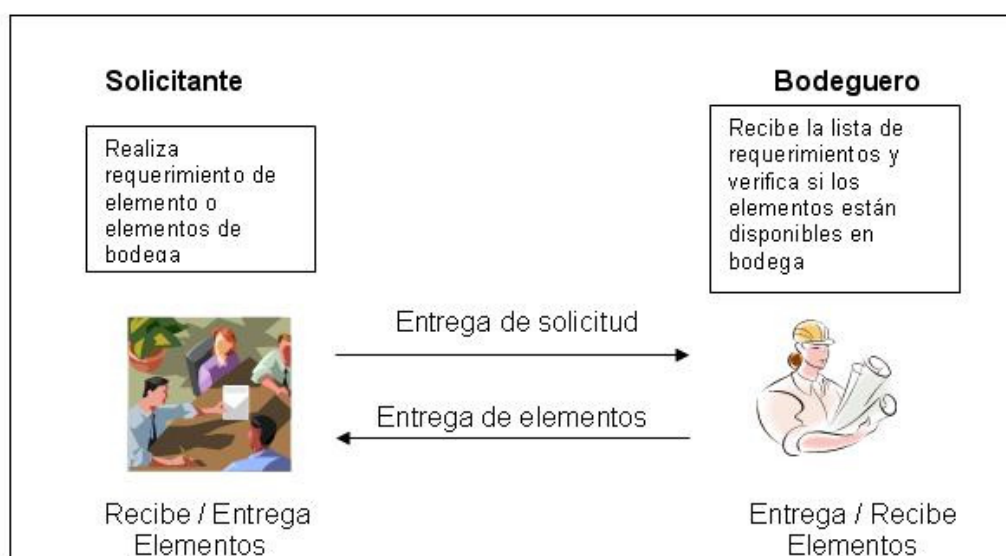 Solicitante
Realiza
requerimiento de
elemento o
elementos de
bodega
Bodeguero
Recibe la lista de
requerimientos y
verifica si los
elementos están
disponibles en
bodega
Entrega de solicitud
Entrega de elementos
Recibe / Entrega
Elementos
Entrega / Recibe
Elementos